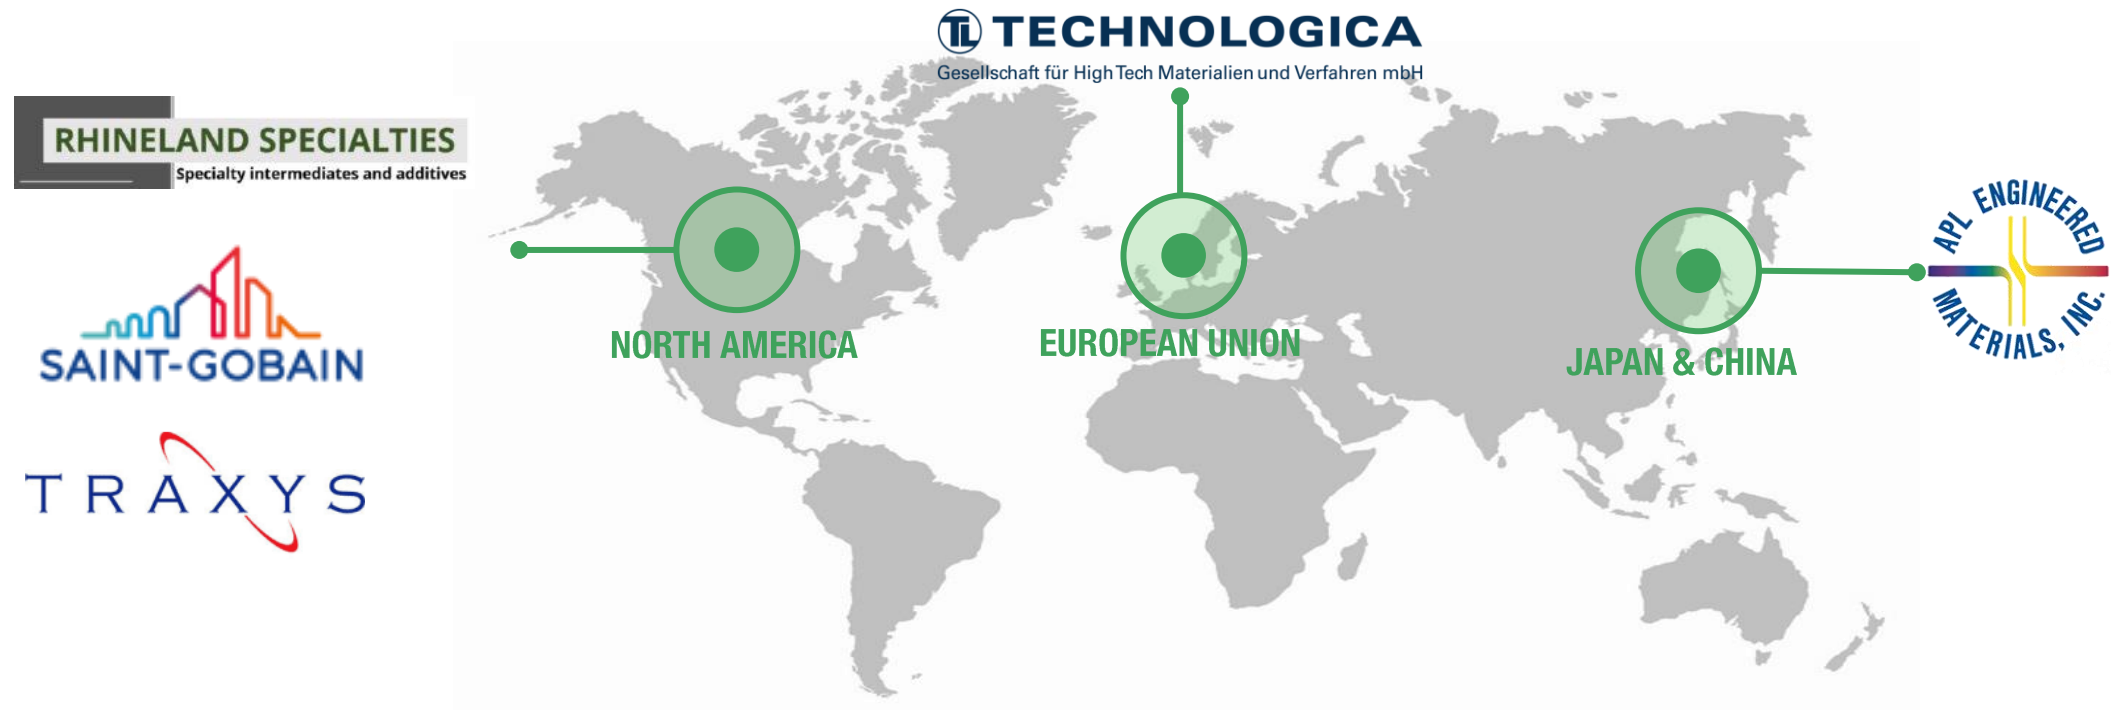 TL TECHNOLOGICA
Gesellschaft für High Tech Materialien und Verfahren mbH
RHINELAND SPECIALTIES
Specialty intermediates and additives
SAINT-GOBAIN
TRAXYS
NORTH AMERICA
EUROPEAN UNION
JAPAN & CHINA
APL ENGINEERED
MATERIALS, INC.